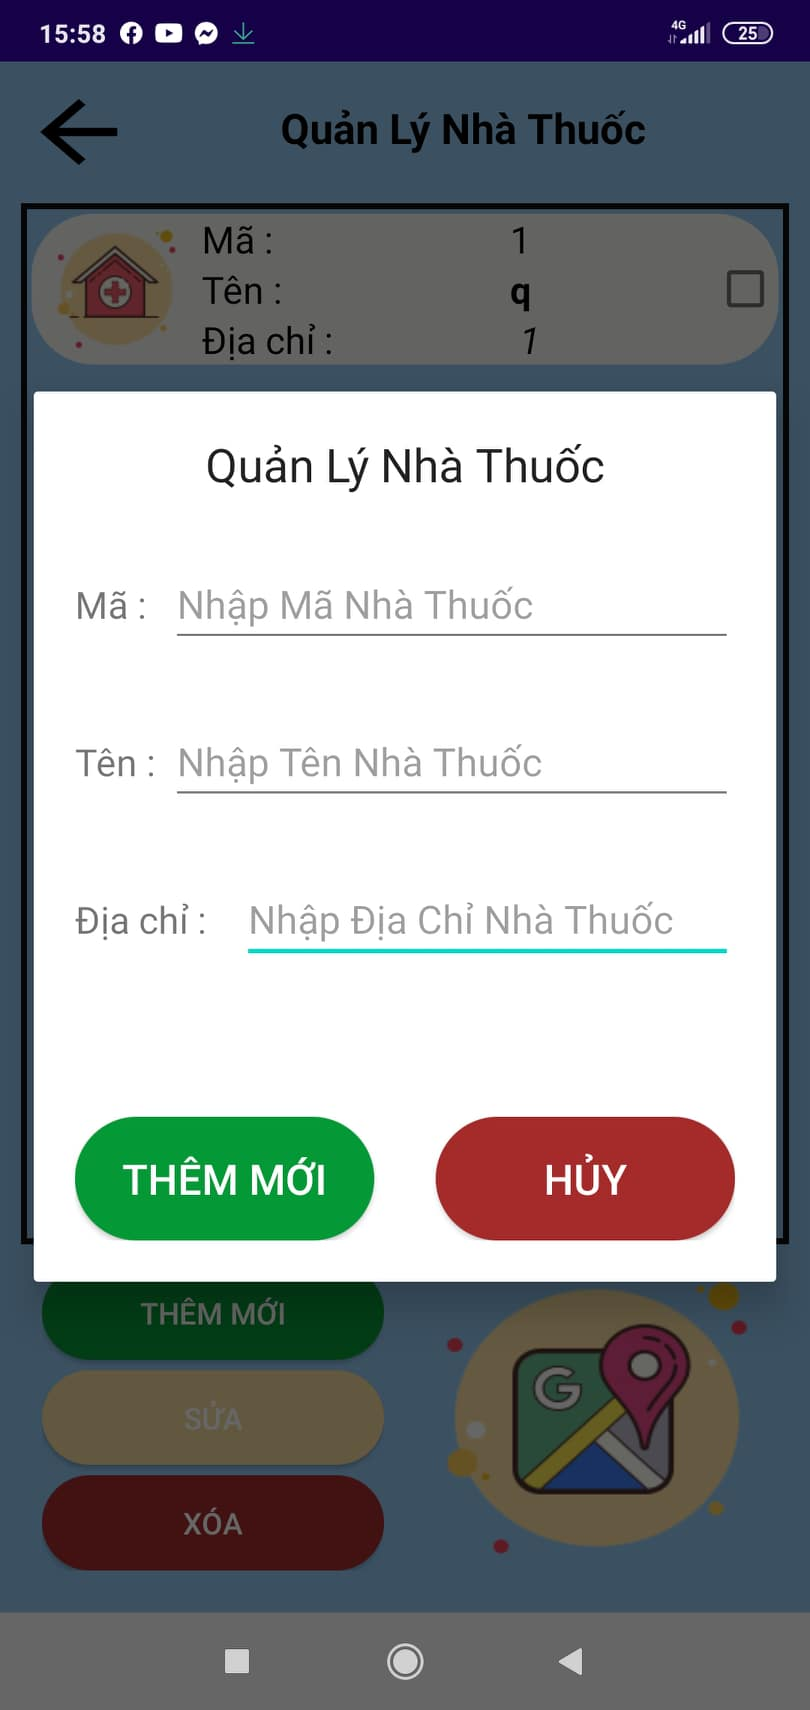 15:58
4G
25
Quản Lý Nhà Thuốc
Mã : 1
Tên : q
Địa chỉ : 1
Quản Lý Nhà Thuốc
Mã : Nhập Mã Nhà Thuốc
Tên : Nhập Tên Nhà Thuốc
Địa chỉ : Nhập Địa Chỉ Nhà Thuốc
THÊM MỚI HỦY
THÊM MỚI
SỬA
XÓA
G